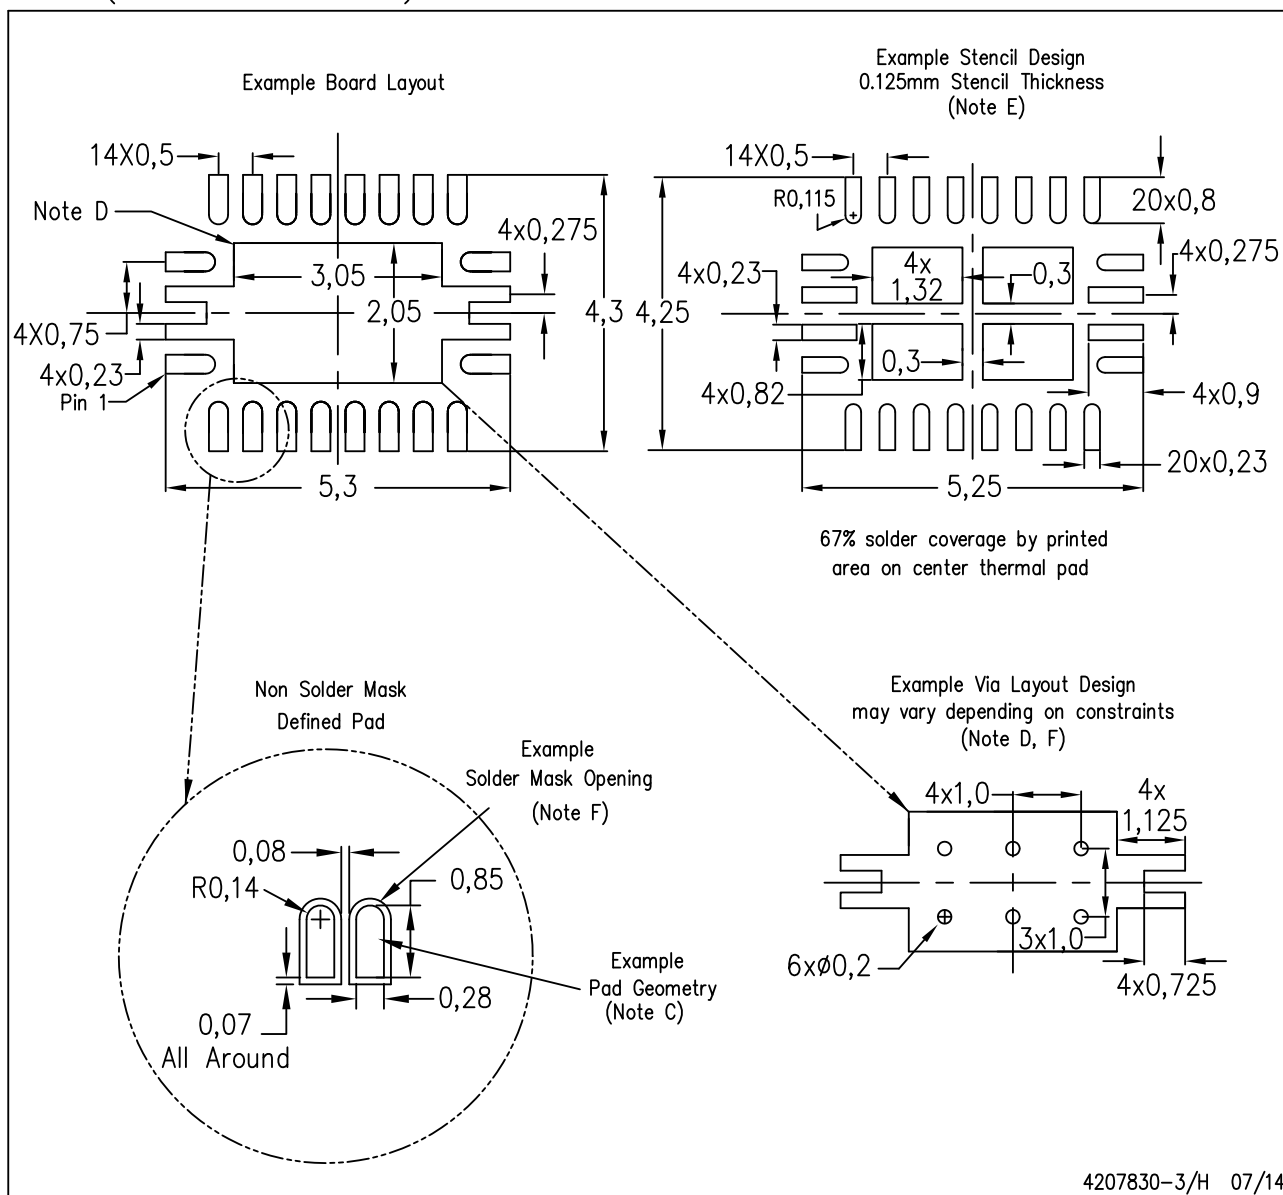 Example Board Layout
14X0,5
Note D
4x0,275
3,05
2,05
4,3
4X0,75
4x0,23
Pin 1
5,3
Example Stencil Design
0.125mm Stencil Thickness
(Note E)
14X0,5
R0,115
20x0,8
4x0,23
4x
1,32
0,3
4x0,275
4,25
0,3
4x0,82
4x0,9
20x0,23
5,25
67% solder coverage by printed
area on center thermal pad
Non Solder Mask
Defined Pad
Example
Solder Mask Opening
(Note F)
0,08
R0,14
0,85
Example
Pad Geometry
(Note C)
0,28
0,07
All Around
Example Via Layout Design
may vary depending on constraints
(Note D, F)
4x1,0
4x
1,125
3x1,0
6xø0,2
4x0,725
4207830-3/H 07/14